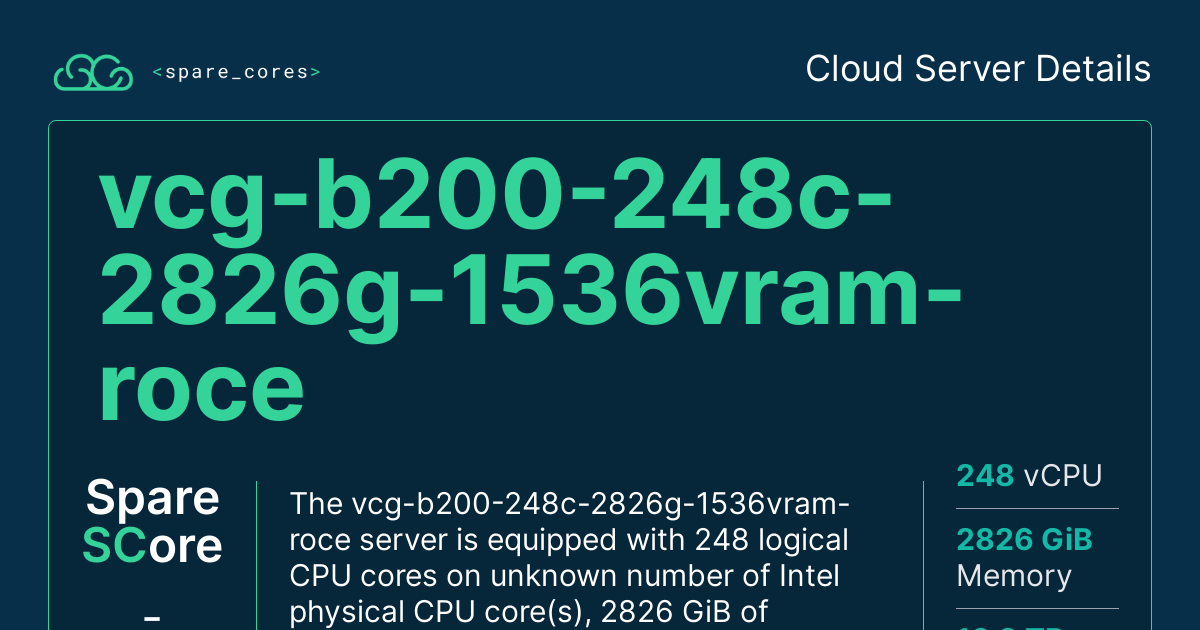 <spare_cores>
Cloud Server Details
vcg-b200-248c-
2826g-1536vram-
roce
Spare
SCore
–
The vcg-b200-248c-2826g-1536vram-
roce server is equipped with 248 logical
CPU cores on unknown number of Intel
physical CPU core(s), 2826 GiB of
248 vCPU
2826 GiB
Memory